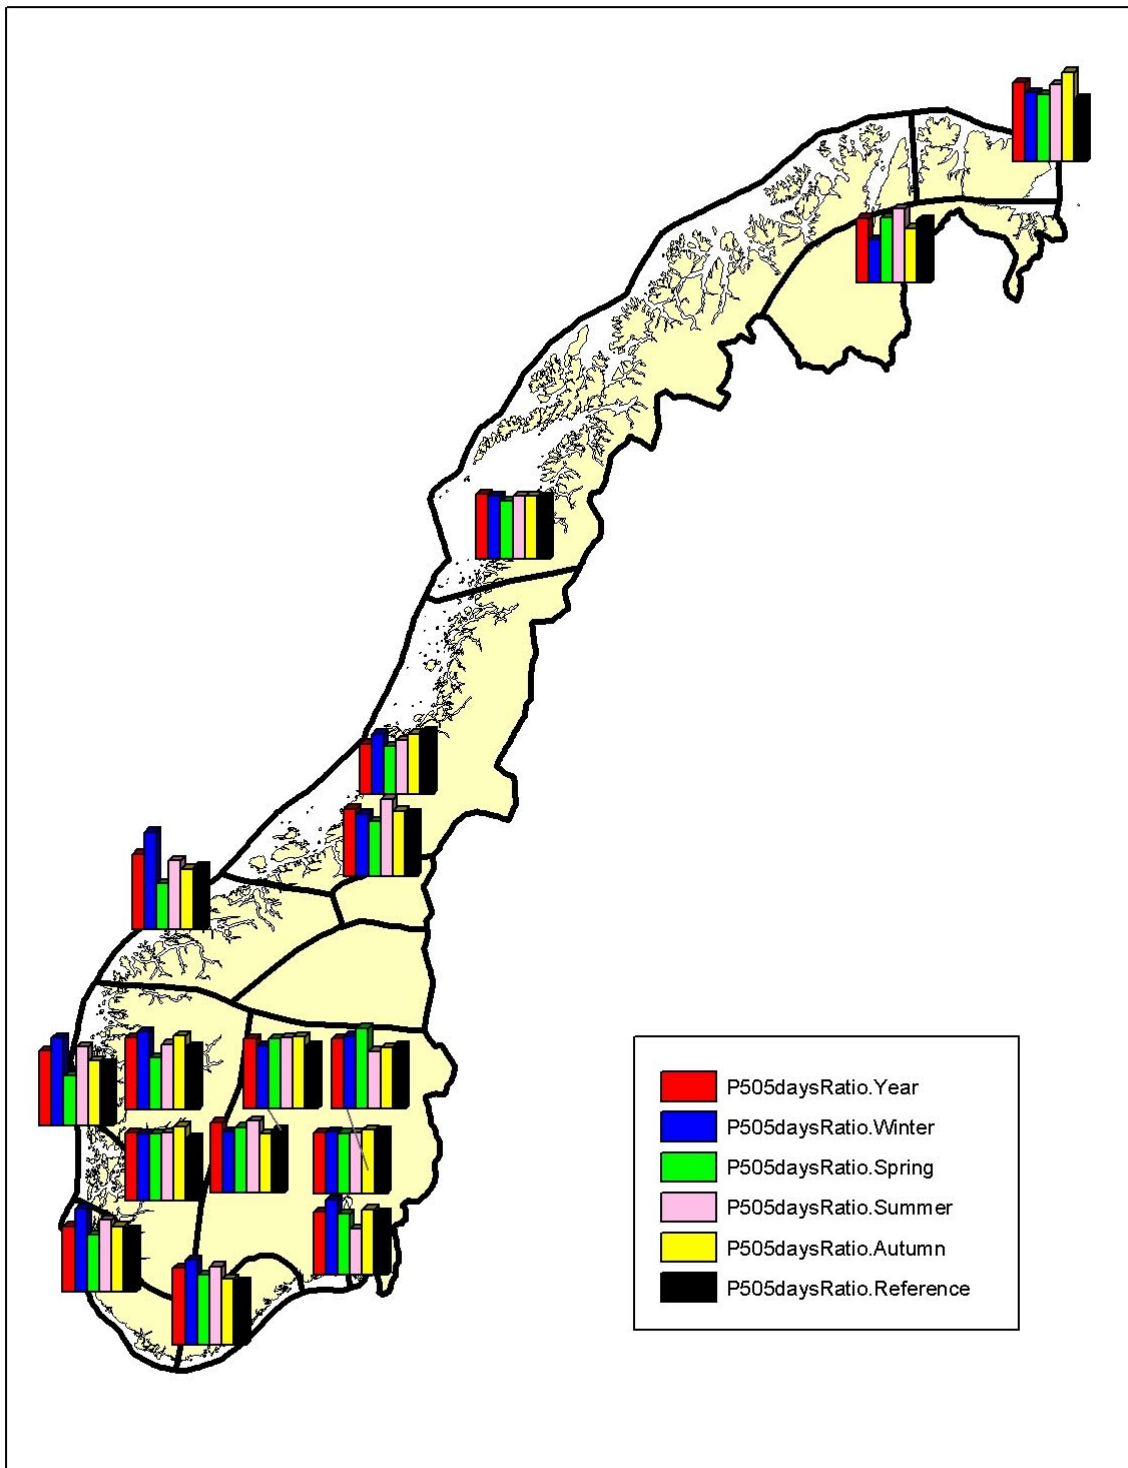 P505daysRatio.Year
P505daysRatio.Winter
P505daysRatio.Spring
P505daysRatio.Summer
P505daysRatio.Autumn
P505daysRatio.Reference